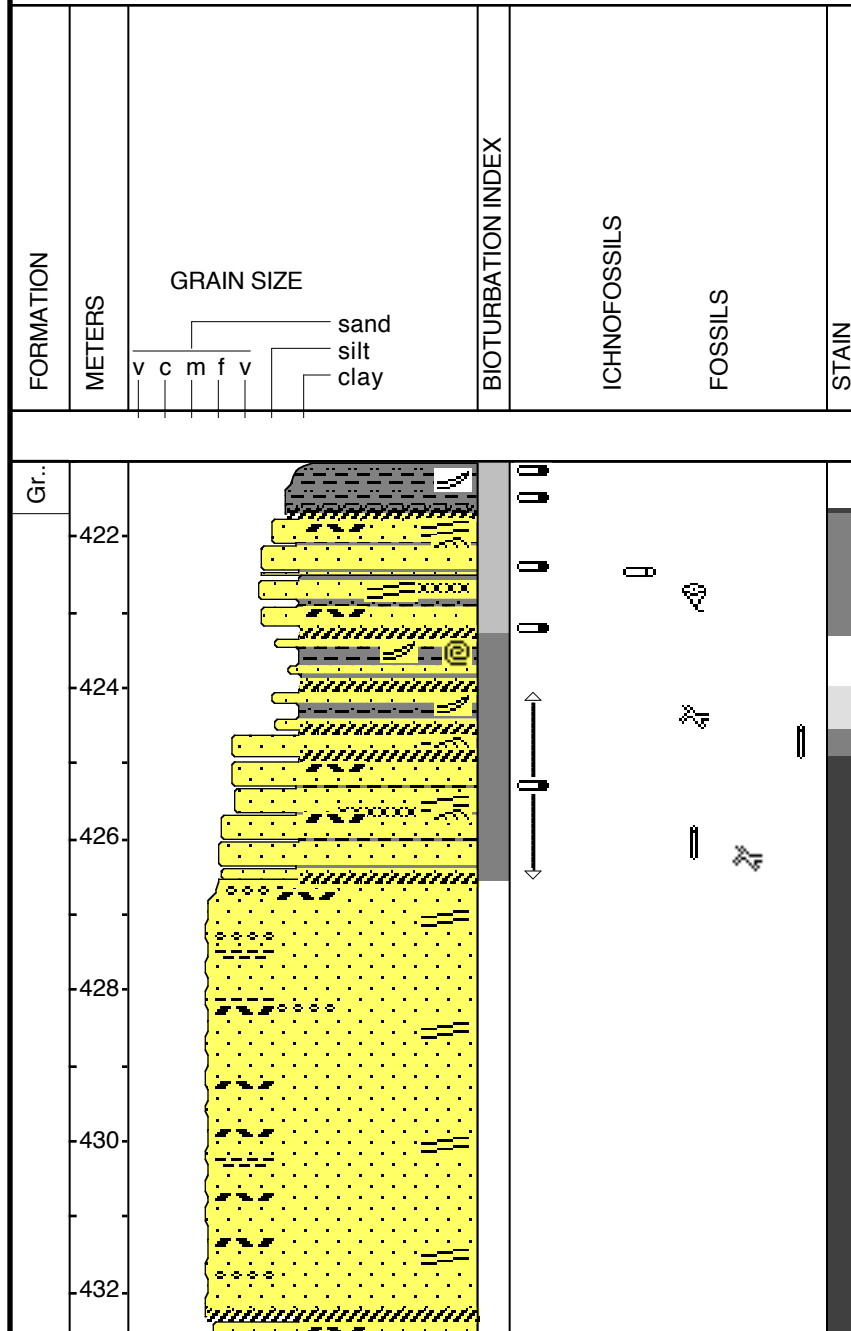 FORMATION
METERS
GRAIN SIZE
sand
silt
clay
v c m f v
BIOTURBATION INDEX
ICHNOFOSSILS
FOSSILS
STAIN
Gr..
422
424
426
428
430
432